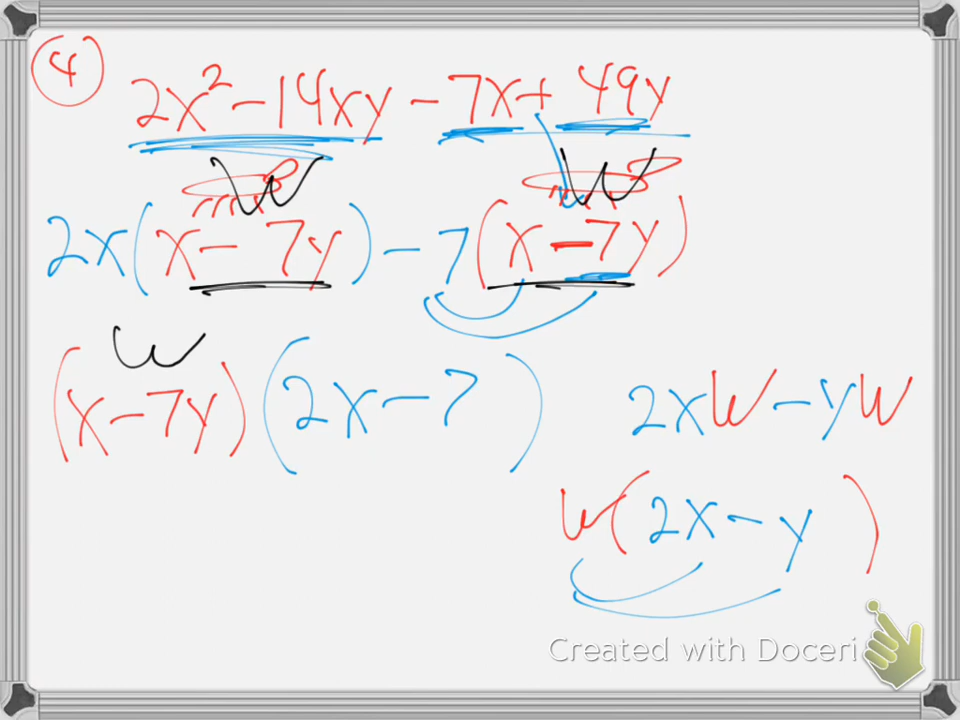 4
2x² - 14xy - 7x + 49y
W W
2x(x - 7y) - 7(x - 7y)
W
(x - 7y)(2x - 7)
2xW - yW
W(2x - y)
Created with Doceri